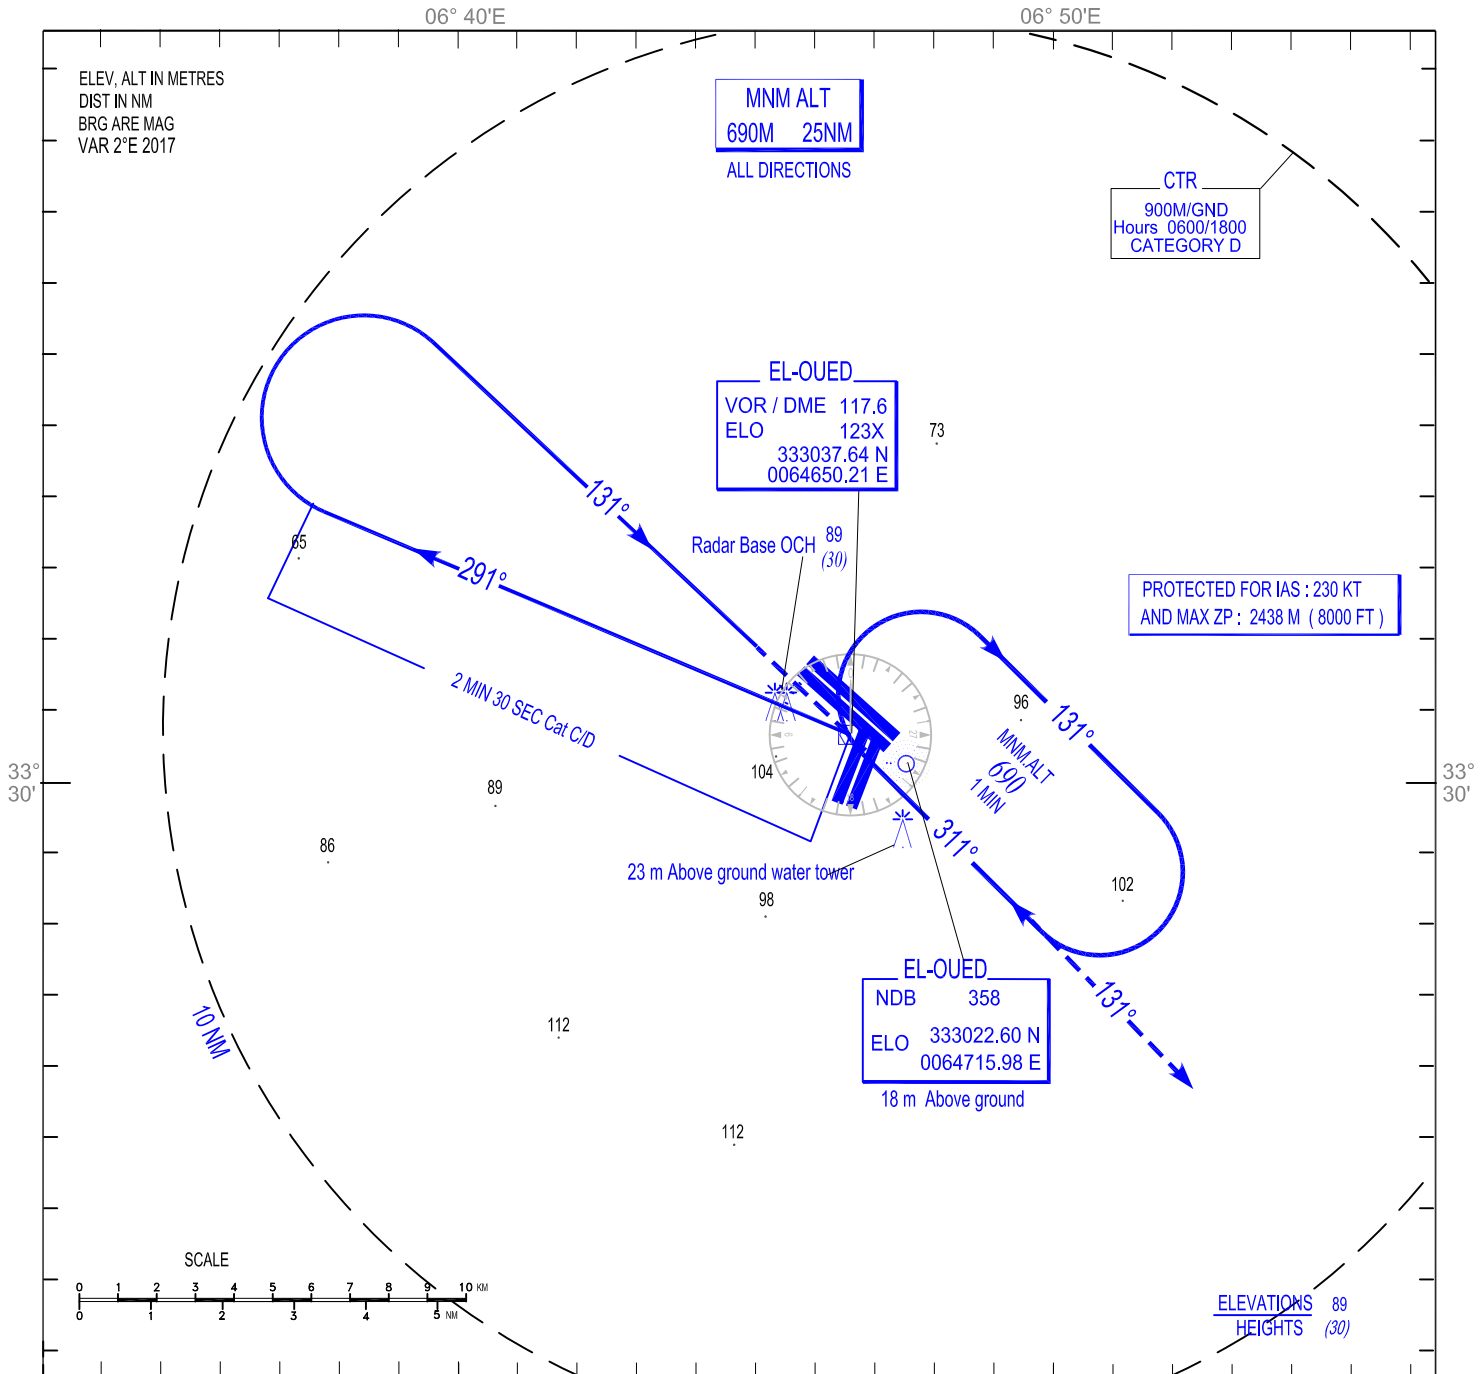 06° 40'E
06° 50'E
ELEV, ALT IN METRES
DIST IN NM
BRG ARE MAG
VAR 2°E 2017
MNM ALT
690M 25NM
ALL DIRECTIONS
CTR
900M/GND
Hours 0600/1800
CATEGORY D
EL-OUED
VOR / DME 117.6
ELO 123X
333037.64 N
0064650.21 E
73
131°
Radar Base OCH 89
(30)
65
291°
PROTECTED FOR IAS : 230 KT
AND MAX ZP : 2438 M ( 8000 FT )
2 MIN 30 SEC Cat C/D
96
131°
MNM.ALT
690
1 MIN
104
33°
30'
33°
30'
89
86
311°
23 m Above ground water tower
98
102
EL-OUED
NDB 358
ELO 333022.60 N
0064715.98 E
18 m Above ground
131°
10 NM
112
112
SCALE
0 1 2 3 4 5 6 7 8 9 10 KM
0 1 2 3 4 5 NM
ELEVATIONS 89
HEIGHTS (30)